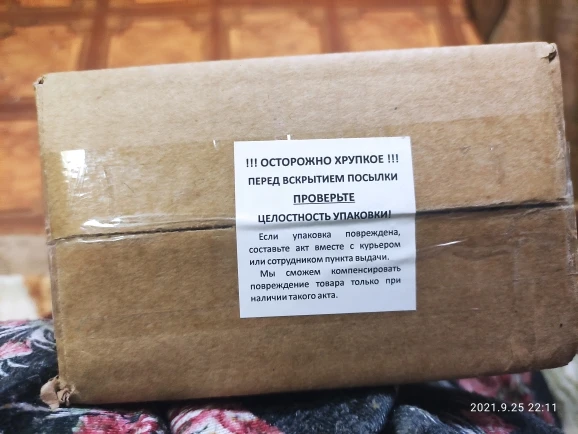 !!! ОСТОРОЖНО ХРУПКОЕ !!!
ПЕРЕД ВСКРЫТИЕМ ПОСЫЛКИ
ПРОВЕРЬТЕ
ЦЕЛОСТНОСТЬ УПАКОВКИ!
Если упаковка повреждена,
составьте акт вместе с курьером
или сотрудником пункта выдачи.
Мы сможем компенсировать
повреждение товара только при
наличии такого акта.
2021.9.25 22:11